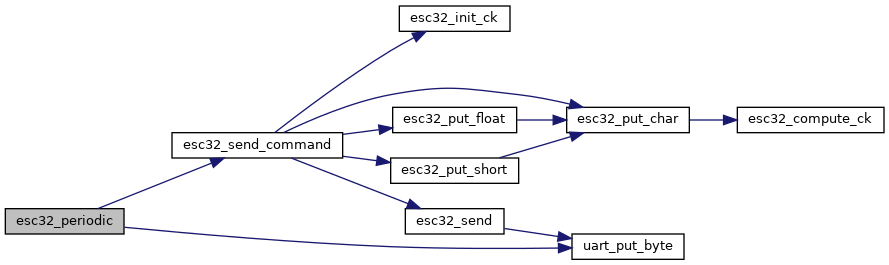 esc32_init_ck
esc32_put_float
esc32_put_char
esc32_compute_ck
esc32_send_command
esc32_put_short
esc32_periodic
esc32_send
uart_put_byte